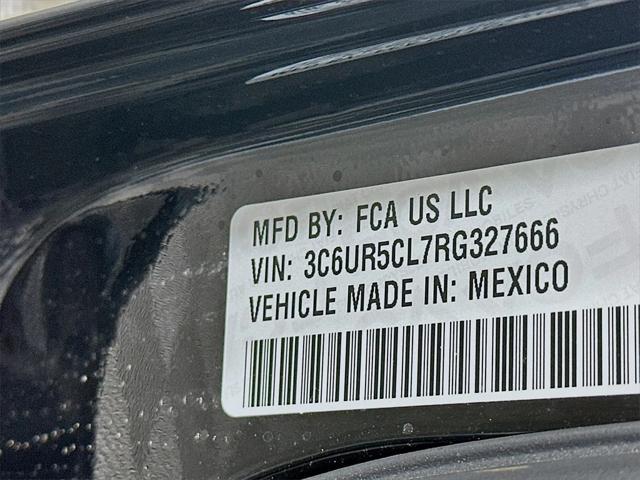 MFD BY: FCA US LLC
VIN: 3C6UR5CL7RG327666
VEHICLE MADE IN: MEXICO